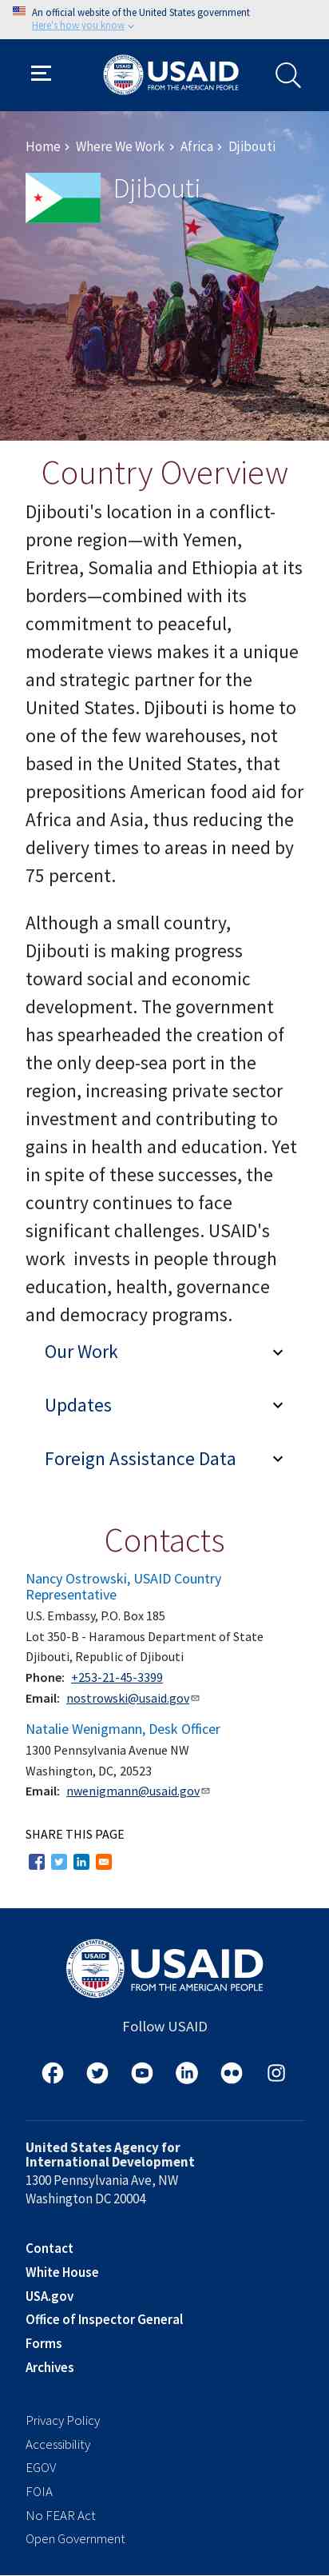 An official website of the United States government
Here's how you know
USAID
FROM THE AMERICAN PEOPLE
Home > Where We Work > Africa > Djibouti
Djibouti
Country Overview
Djibouti's location in a conflict-
prone region—with Yemen,
Eritrea, Somalia and Ethiopia at its
borders—combined with its
commitment to peaceful,
moderate views makes it a unique
and strategic partner for the
United States. Djibouti is home to
one of the few warehouses, not
based in the United States, that
prepositions American food aid for
Africa and Asia, thus reducing the
delivery times to areas in need by
75 percent.
Although a small country,
Djibouti is making progress
toward social and economic
development. The government
has spearheaded the creation of
the only deep-sea port in the
region, increasing private sector
investment and contributing to
gains in health and education. Yet
in spite of these successes, the
country continues to face
significant challenges. USAID's
work invests in people through
education, health, governance
and democracy programs.
Our Work
Updates
Foreign Assistance Data
Contacts
Nancy Ostrowski, USAID Country
Representative
U.S. Embassy, P.O. Box 185
Lot 350-B - Haramous Department of State
Djibouti, Republic of Djibouti
Phone: +253-21-45-3399
Email: nostrowski@usaid.gov
Natalie Wenigmann, Desk Officer
1300 Pennsylvania Avenue NW
Washington, DC, 20523
Email: nwenigmann@usaid.gov
SHARE THIS PAGE
USAID
FROM THE AMERICAN PEOPLE
Follow USAID
United States Agency for
International Development
1300 Pennsylvania Ave, NW
Washington DC 20004
Contact
White House
USA.gov
Office of Inspector General
Forms
Archives
Privacy Policy
Accessibility
EGOV
FOIA
No FEAR Act
Open Government